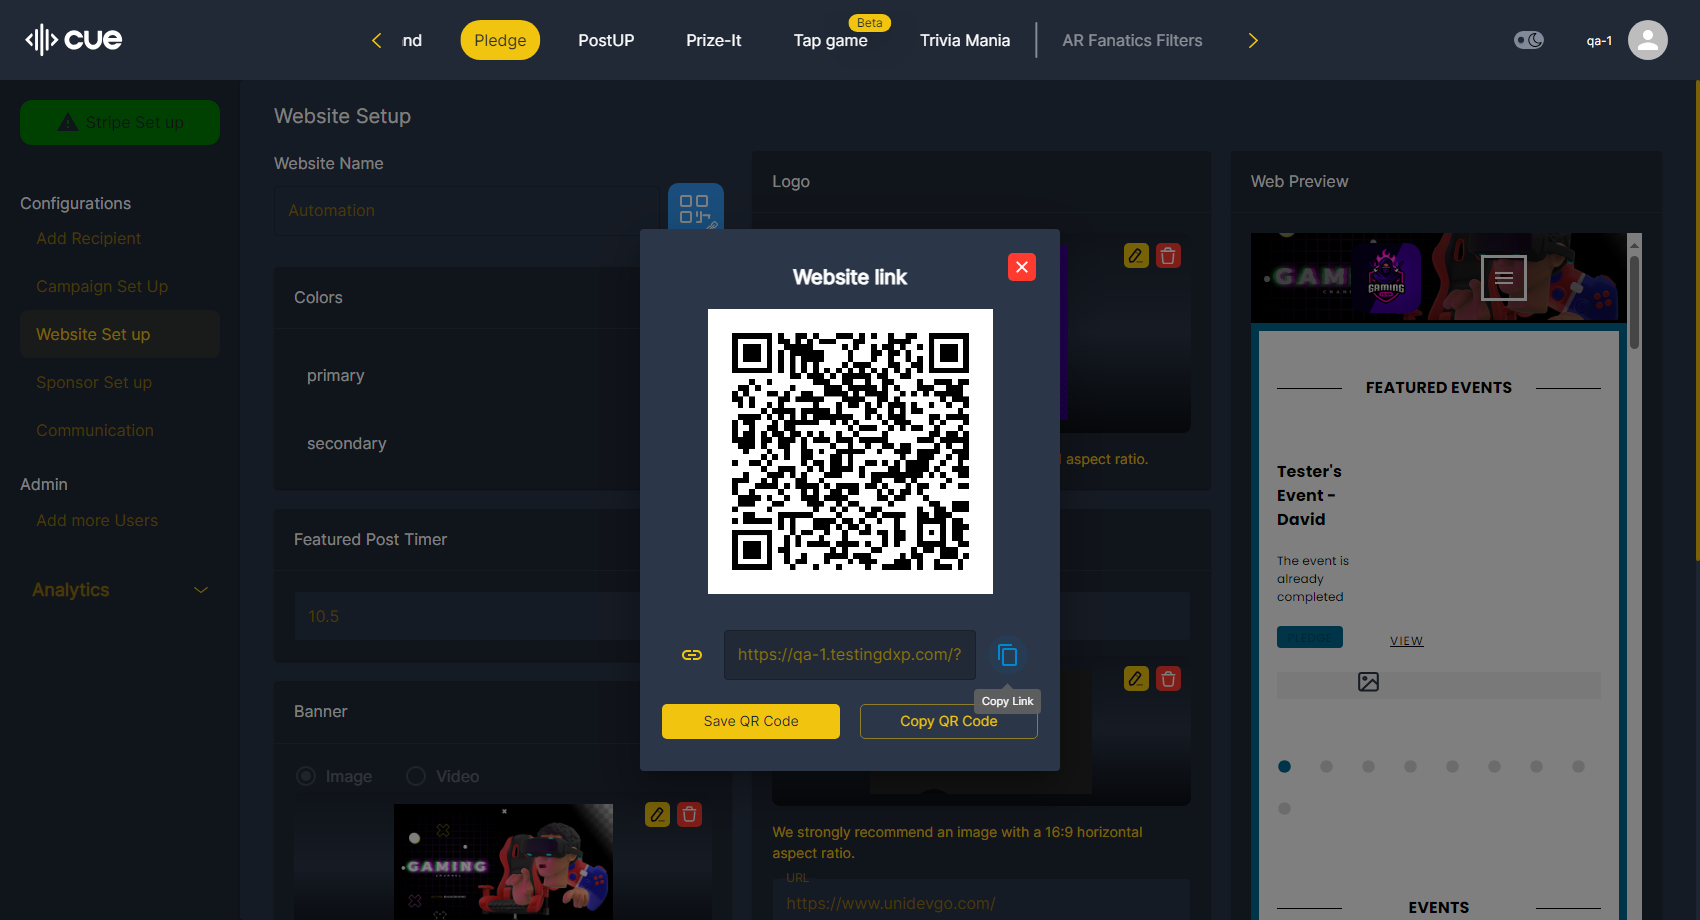 cue
nd
Pledge
PostUP
Prize-It
Tap game
Beta
Trivia Mania
AR Fanatics Filters
qa-1
Stripe Set up
Configurations
Add Recipient
Campaign Set Up
Website Set up
Sponsor Set up
Communication
Admin
Add more Users
Analytics
Website Setup
Website Name
Automation
Colors
primary
secondary
Featured Post Timer
10.5
Banner
Image
Video
GAMING
Logo
aspect ratio.
We strongly recommend an image with a 16:9 horizontal
aspect ratio.
URL
https://www.unidevgo.com/
Website link
https://qa-1.testingdxp.com/?
Copy Link
Save QR Code
Copy QR Code
Web Preview
GAMI
GAMING
FEATURED EVENTS
Tester's
Event -
David
The event is
already
completed
PLEDGE
VIEW
EVENTS